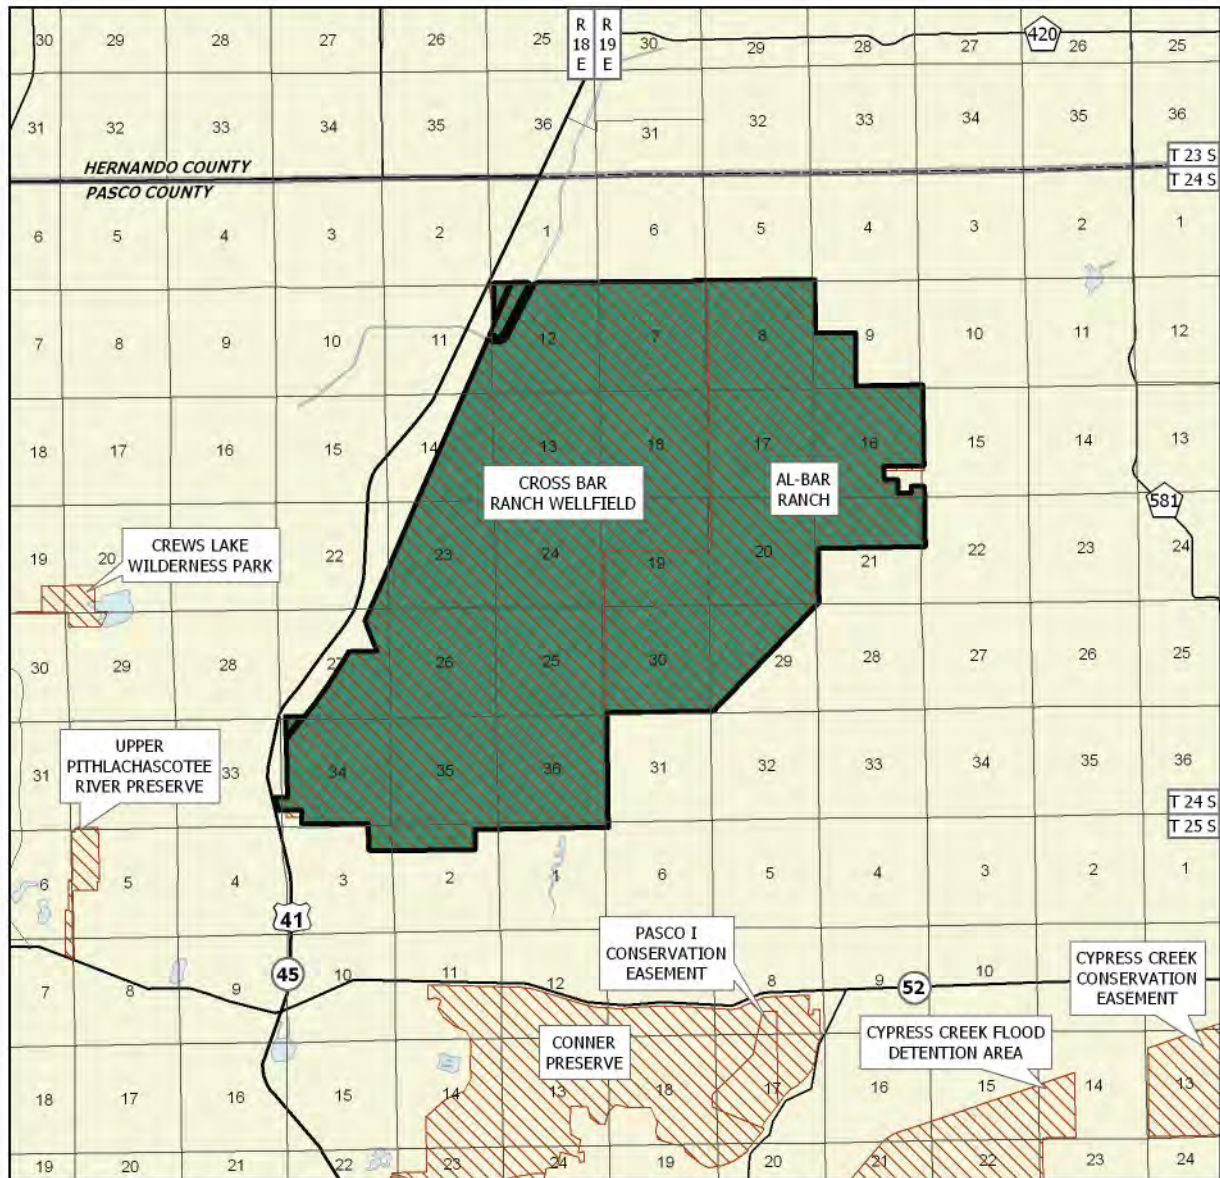 30 29 28 27 26 25 R 18 E R 19 E 30 29 28 27 420 26 25
31 32 33 34 35 36 31 32 33 34 35 36
HERNANDO COUNTY
T 23 S
PASCO COUNTY
T 24 S
6 5 4 3 2 1 6 5 4 3 2 1
7 8 9 10 11 12 7 8 9 10 11 12
18 17 16 15 14 13 18 17 16 15 14 13
CROSS BAR
RANCH WELLFIELD
AL-BAR
RANCH
581
CREWS LAKE
WILDERNESS PARK
19 20 22 23 24 19 20 21 22 23 24
30 29 28 27 26 25 30 29 28 27 26 25
UPPER
PITHLACHASCOTEE
RIVER PRESERVE
31 33 34 35 36 31 32 33 34 35 36
T 24 S
T 25 S
6 5 4 3 2 1 6 5 4 3 2 1
41
PASCO I
CONSERVATION
EASEMENT
CYPRESS CREEK
CONSERVATION
EASEMENT
7 8 9 45 10 11 12 8 9 52 10
CONNER
PRESERVE
CYPRESS CREEK FLOOD
DETENTION AREA
18 17 16 15 14 13 18 17 16 15 14 13
19 20 21 22 23 24 19 20 21 22 23 24